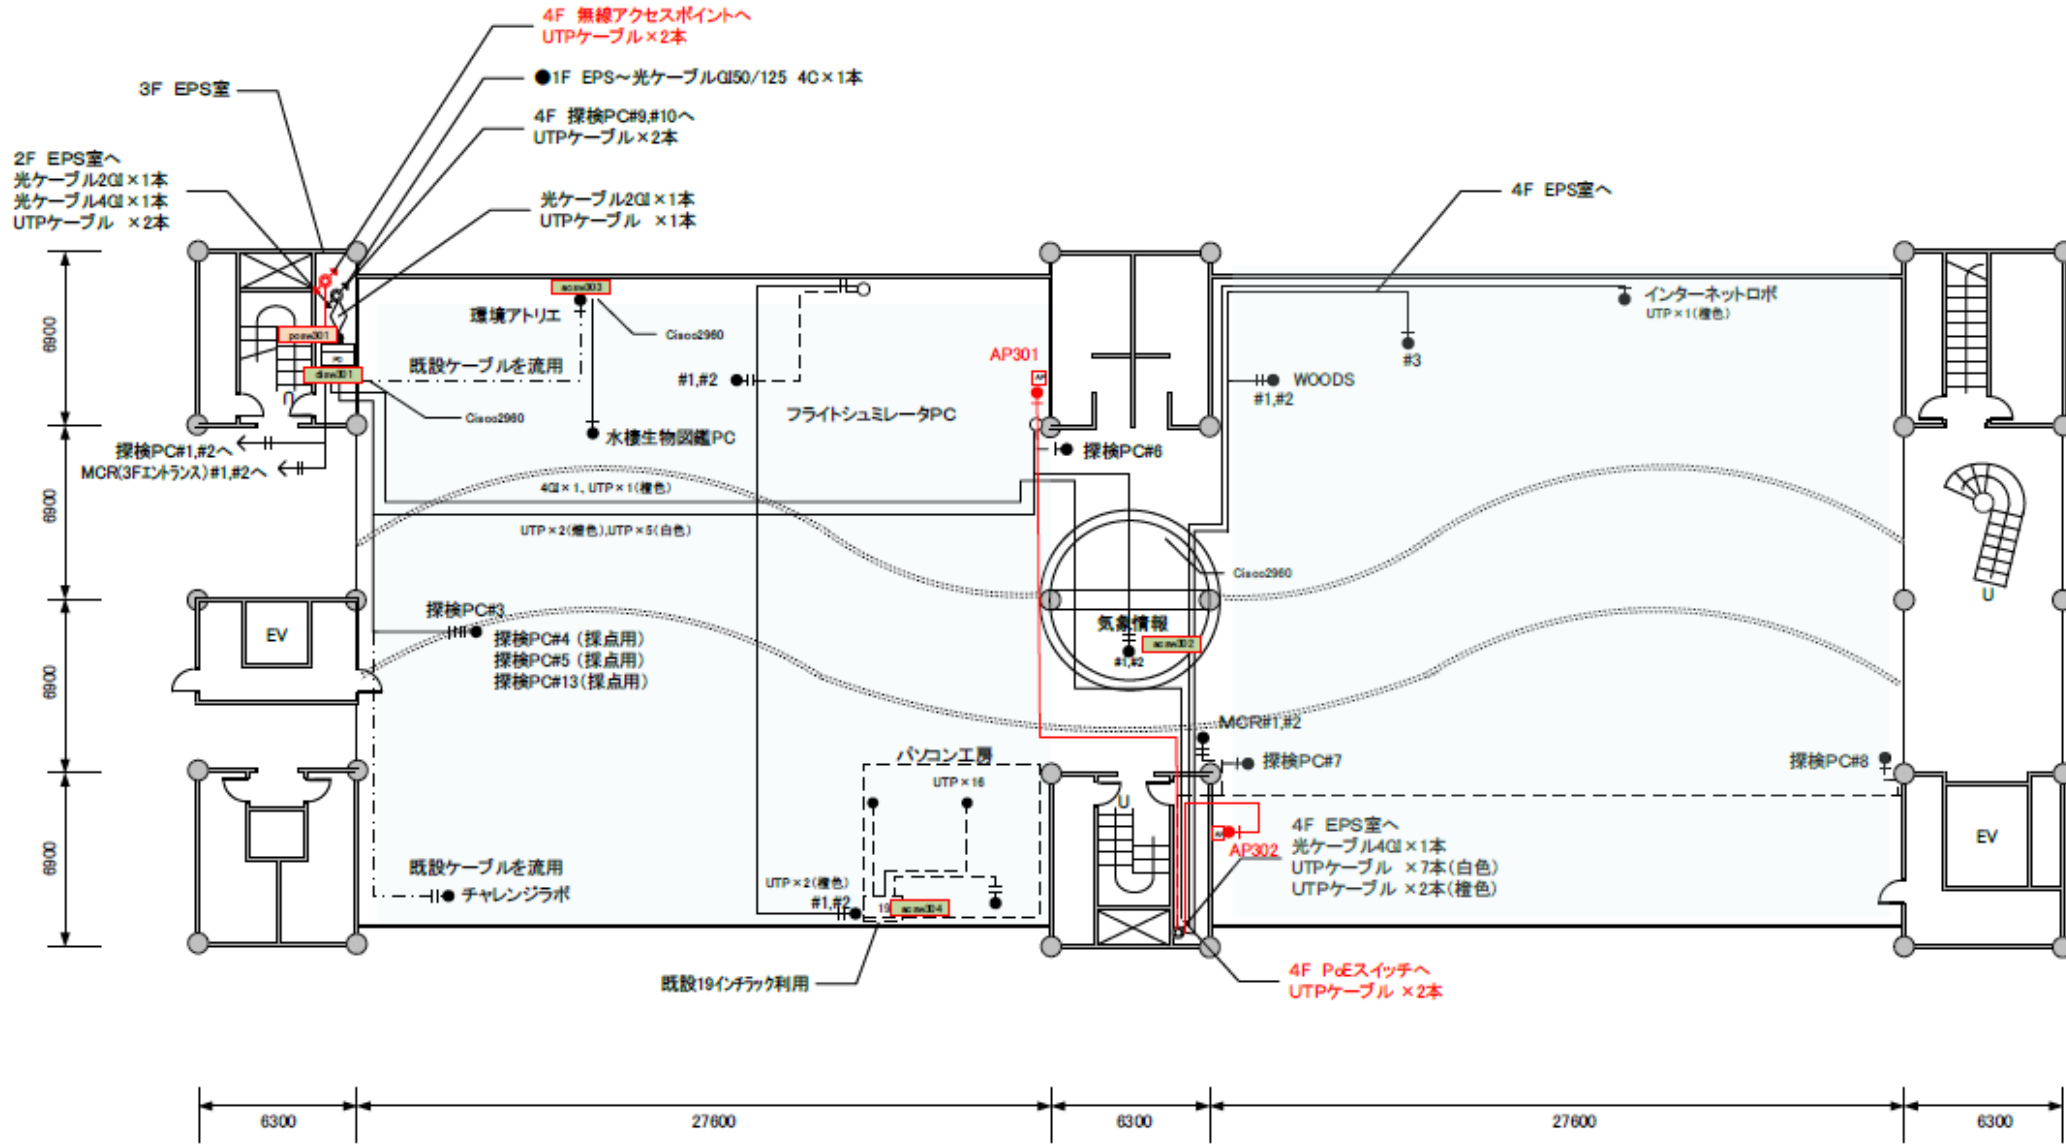 4F 無線アクセスポイントへ
UTPケーブル×2本
●1F EPS～光ケーブルGI50/125 4C×1本
3F EPS室
4F 探検PC#9,#10へ
UTPケーブル×2本
2F EPS室へ
光ケーブル2GI×1本
光ケーブル4GI×1本
UTPケーブル ×2本
光ケーブル2GI×1本
UTPケーブル ×1本
4F EPS室へ
acsw303
環境アトリエ
Cisco2960
インターネットロボ
UTP×1(橙色)
posw301
PD
disw301
既設ケーブルを流用
AP301
AP
#3
#1,#2
WOODS
#1,#2
Cisco2960
フライトシュミレータPC
水棲生物図鑑PC
探検PC#1,#2へ
MCR(3Fエントランス)#1,#2へ
探検PC#6
4GI×1、UTP×1(橙色)
UTP×2(橙色),UTP×5(白色)
Cisco2960
探検PC#3
探検PC#4 (採点用)
探検PC#5 (採点用)
探検PC#13(採点用)
EV
気象情報
acsw302
#1,#2
U
MCR#1,#2
探検PC#7
探検PC#8
パソコン工房
UTP×16
U
AP
AP302
4F EPS室へ
光ケーブル4GI×1本
UTPケーブル ×7本(白色)
UTPケーブル ×2本(橙色)
EV
既設ケーブルを流用
チャレンジラボ
UTP×2(橙色)
#1,#2
19
acsw304
既設19インチラック利用
4F PoEスイッチへ
UTPケーブル ×2本
6900
6900
6900
6900
6300
27600
6300
27600
6300